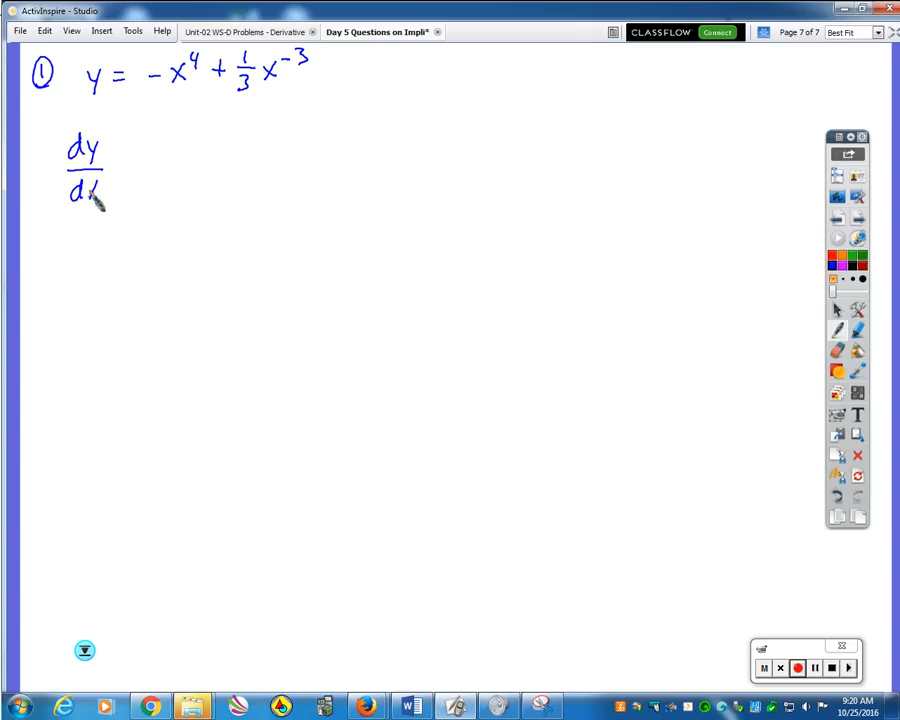 ActivInspire - Studio
File Edit View Insert Tools Help Unit-02 WS-D Problems - Derivative Day 5 Questions on Impli* CLASSFLOW Connect Page 7 of 7 Best Fit
① y = -x⁴ + 1/3 x⁻³
dy
dx
T
M
W
9:20 AM
10/25/2016